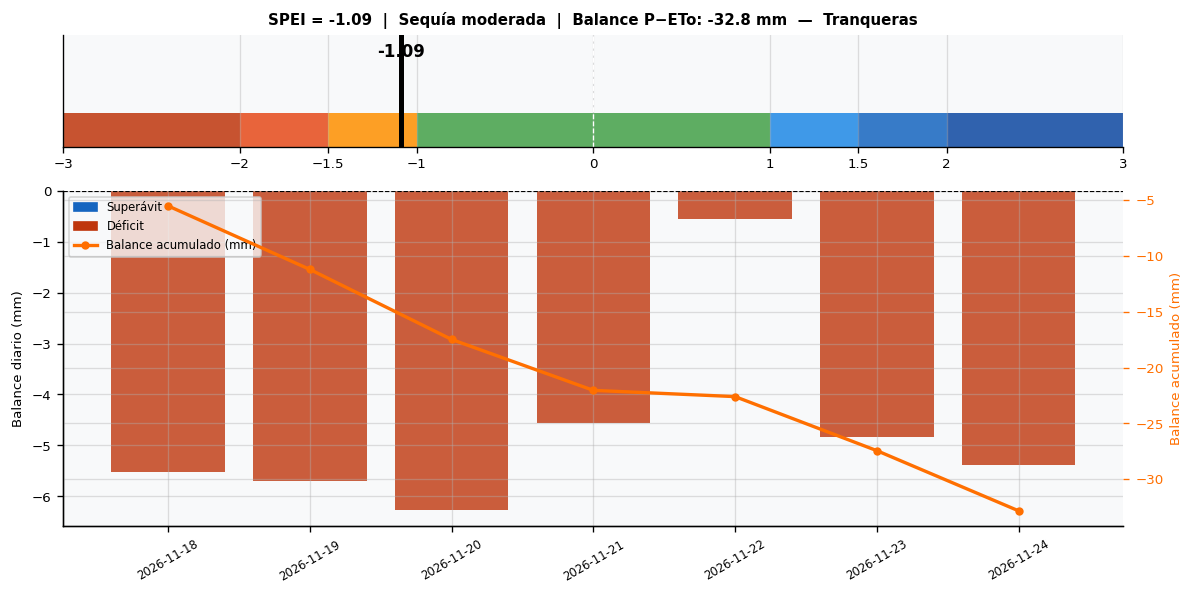 SPEI = -1.09 | Sequía moderada | Balance P−ETo: -32.8 mm — Tranqueras
-1.09
−3 −2 −1.5 −1 0 1 1.5 2 3
Superávit
Déficit
Balance acumulado (mm)
Balance diario (mm)
0
−1
−2
−3
−4
−5
−6
−5
−10
−15
−20
−25
−30
Balance acumulado (mm)
2026-11-18 2026-11-19 2026-11-20 2026-11-21 2026-11-22 2026-11-23 2026-11-24